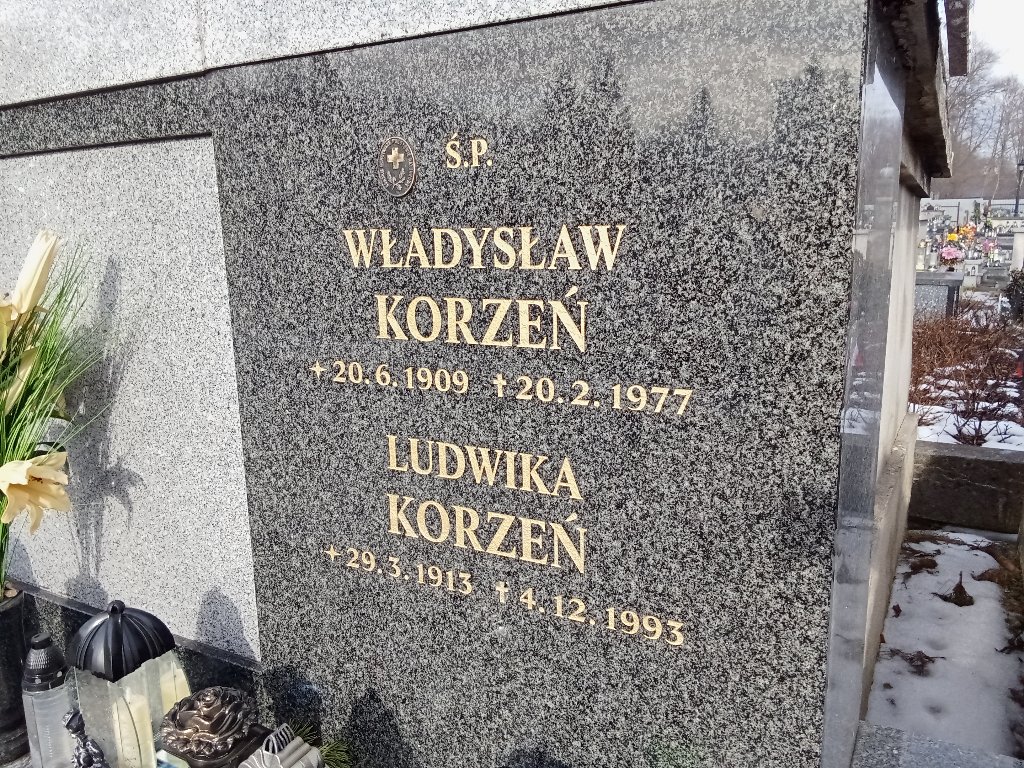 Ś.P.
WŁADYSŁAW
KORZEŃ
+20.6.1909 ✝20.2.1977
LUDWIKA
KORZEŃ
+29.3.1913 ✝4.12.1993